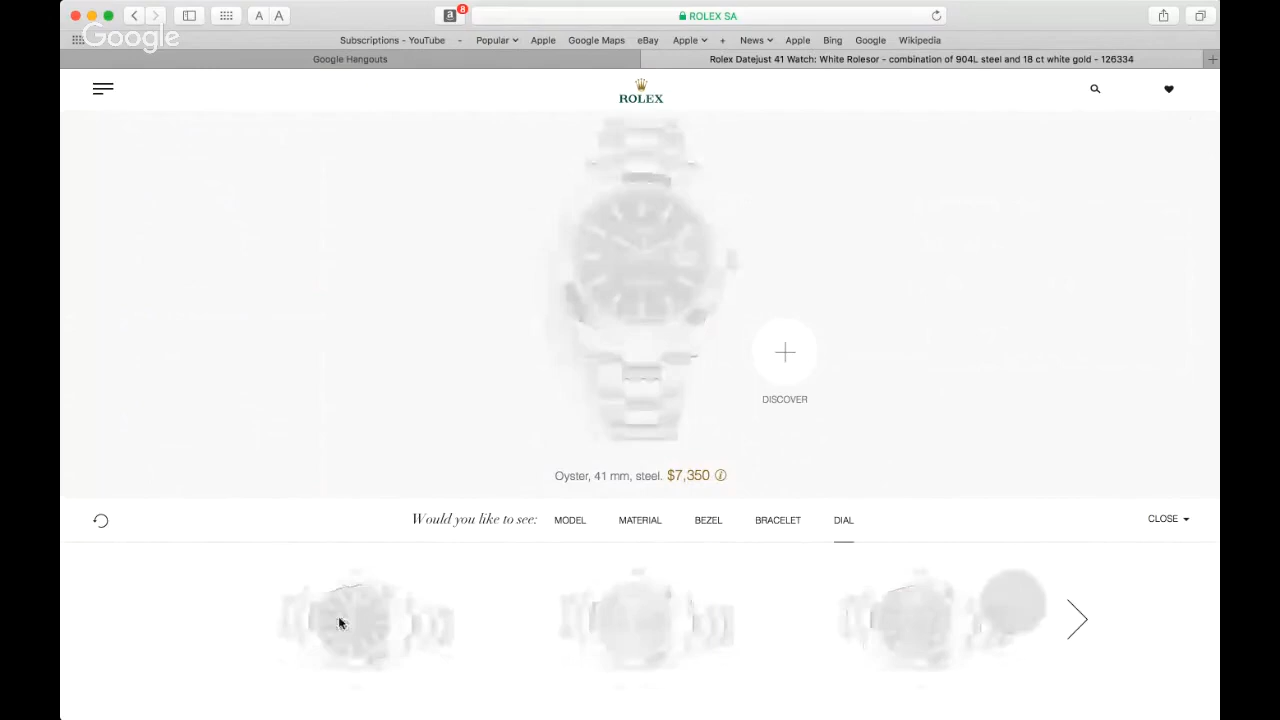 8
ROLEX SA
Google
Subscriptions - YouTube - Popular Apple Google Maps eBay Apple + News Apple Bing Google Wikipedia
Google Hangouts
Rolex Datejust 41 Watch: White Rolesor - combination of 904L steel and 18 ct white gold - 126334
ROLEX
DISCOVER
Oyster, 41 mm, steel. $7,350
Would you like to see: MODEL MATERIAL BEZEL BRACELET DIAL
CLOSE